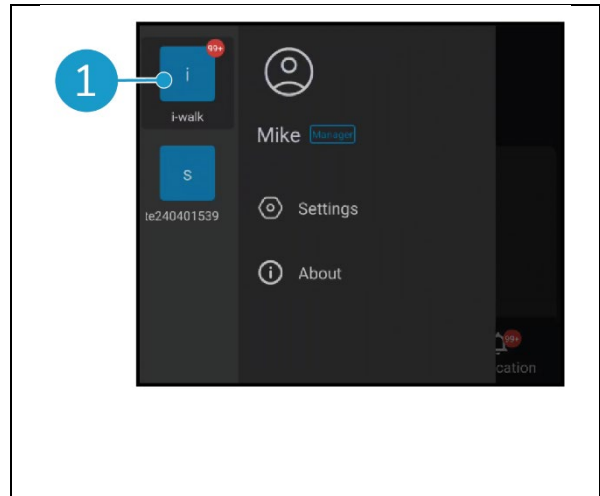 1
i
99+
i-walk
s
te240401539
Mike Manager
Settings
About
99+
cation